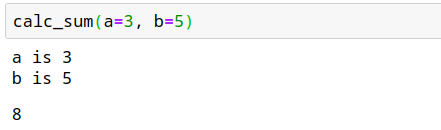 calc_sum(a=3, b=5)
a is 3
b is 5
8